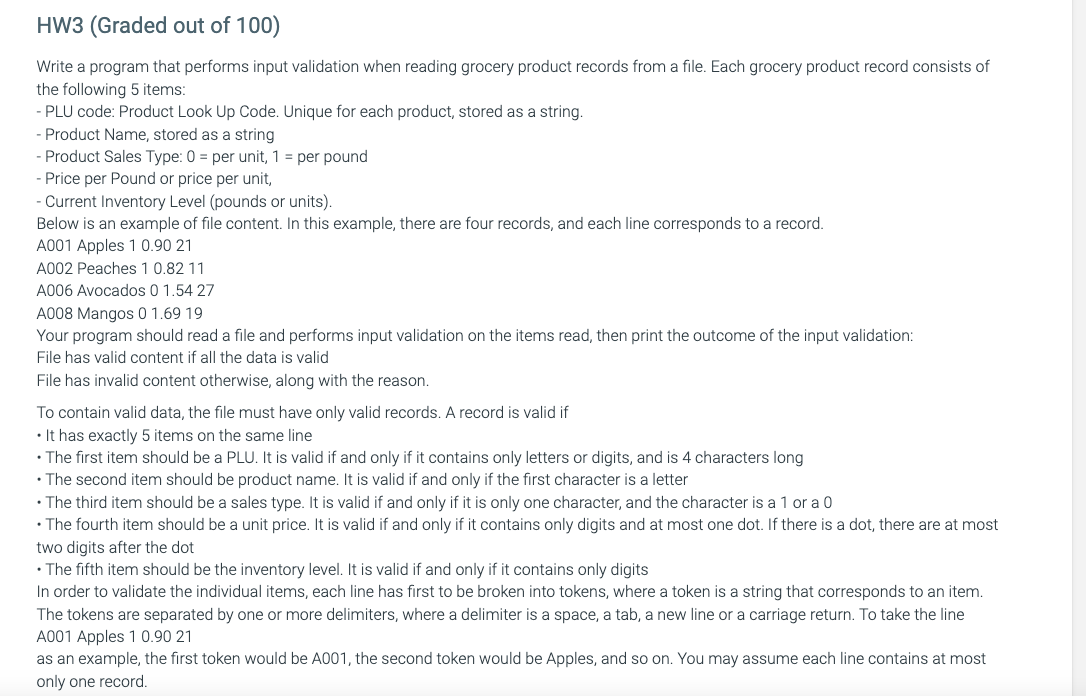 HW3 (Graded out of 100)
Write a program that performs input validation when reading grocery product records from a file. Each grocery product record consists of
the following 5 items:
- PLU code: Product Look Up Code. Unique for each product, stored as a string.
- Product Name, stored as a string
- Product Sales Type: 0 = per unit, 1 = per pound
- Price per Pound or price per unit,
- Current Inventory Level (pounds or units).
Below is an example of file content. In this example, there are four records, and each line corresponds to a record.
A001 Apples 1 0.90 21
A002 Peaches 1 0.82 11
A006 Avocados 0 1.54 27
A008 Mangos 0 1.69 19
Your program should read a file and performs input validation on the items read, then print the outcome of the input validation:
File has valid content if all the data is valid
File has invalid content otherwise, along with the reason.
To contain valid data, the file must have only valid records. A record is valid if
• It has exactly 5 items on the same line
• The first item should be a PLU. It is valid if and only if it contains only letters or digits, and is 4 characters long
• The second item should be product name. It is valid if and only if the first character is a letter
• The third item should be a sales type. It is valid if and only if it is only one character, and the character is a 1 or a 0
• The fourth item should be a unit price. It is valid if and only if it contains only digits and at most one dot. If there is a dot, there are at most
two digits after the dot
• The fifth item should be the inventory level. It is valid if and only if it contains only digits
In order to validate the individual items, each line has first to be broken into tokens, where a token is a string that corresponds to an item.
The tokens are separated by one or more delimiters, where a delimiter is a space, a tab, a new line or a carriage return. To take the line
A001 Apples 1 0.90 21
as an example, the first token would be A001, the second token would be Apples, and so on. You may assume each line contains at most
only one record.